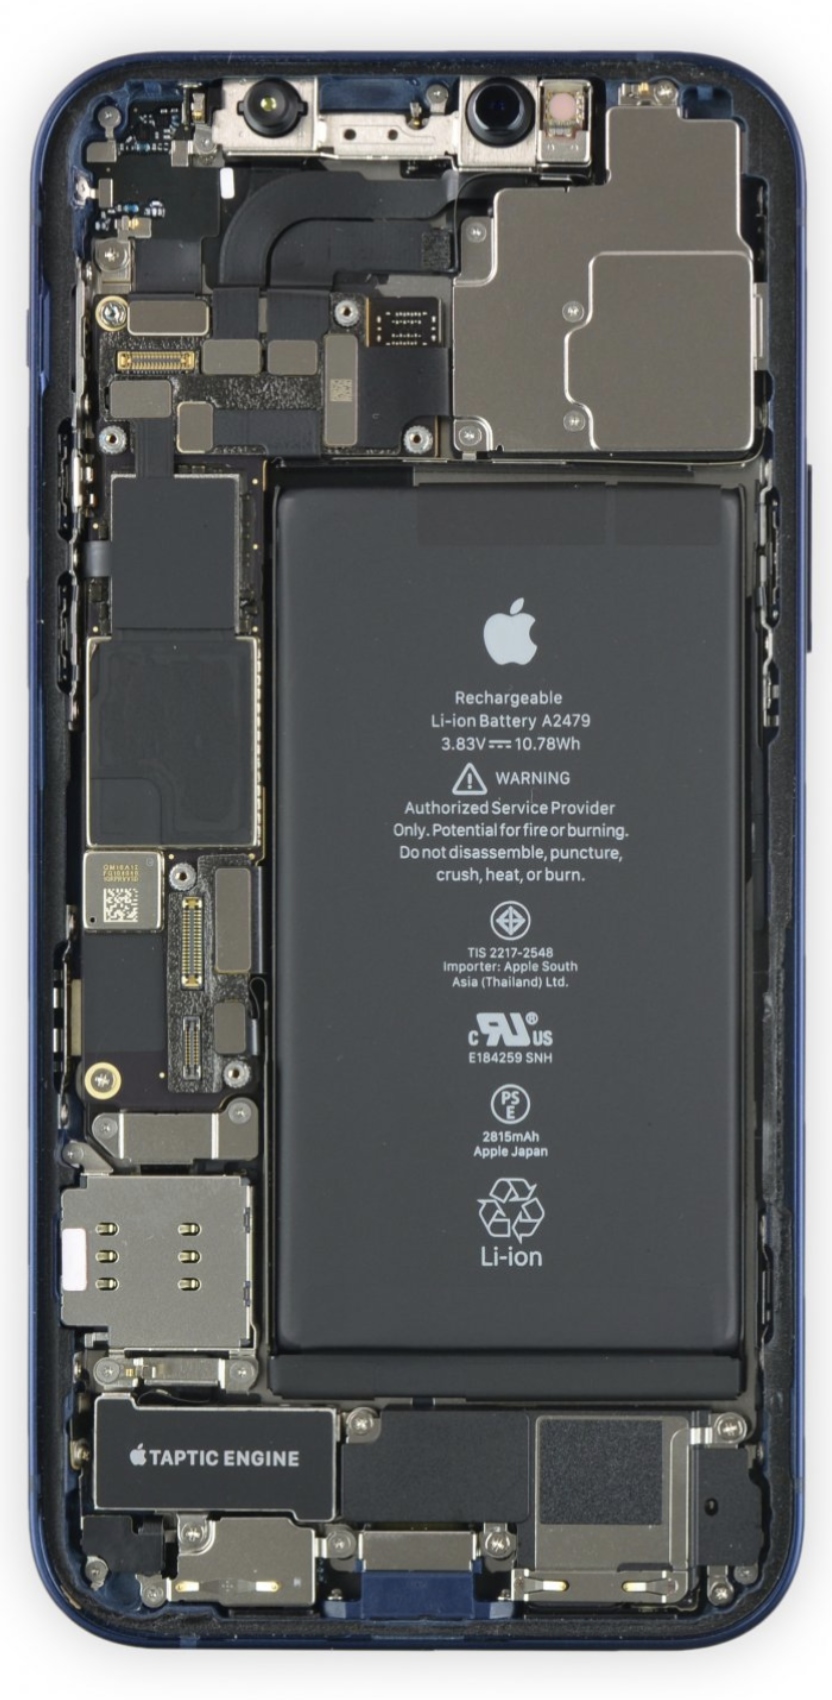 Rechargeable
Li-ion Battery A2479
3.83V⎓10.78Wh
WARNING
Authorized Service Provider
Only. Potential for fire or burning.
Do not disassemble, puncture,
crush, heat, or burn.
TIS 2217-2548
Importer: Apple South
Asia (Thailand) Ltd.
c RU® US
E184259 SNH
PS
E
2815mAh
Apple Japan
Li-ion
TAPTIC ENGINE